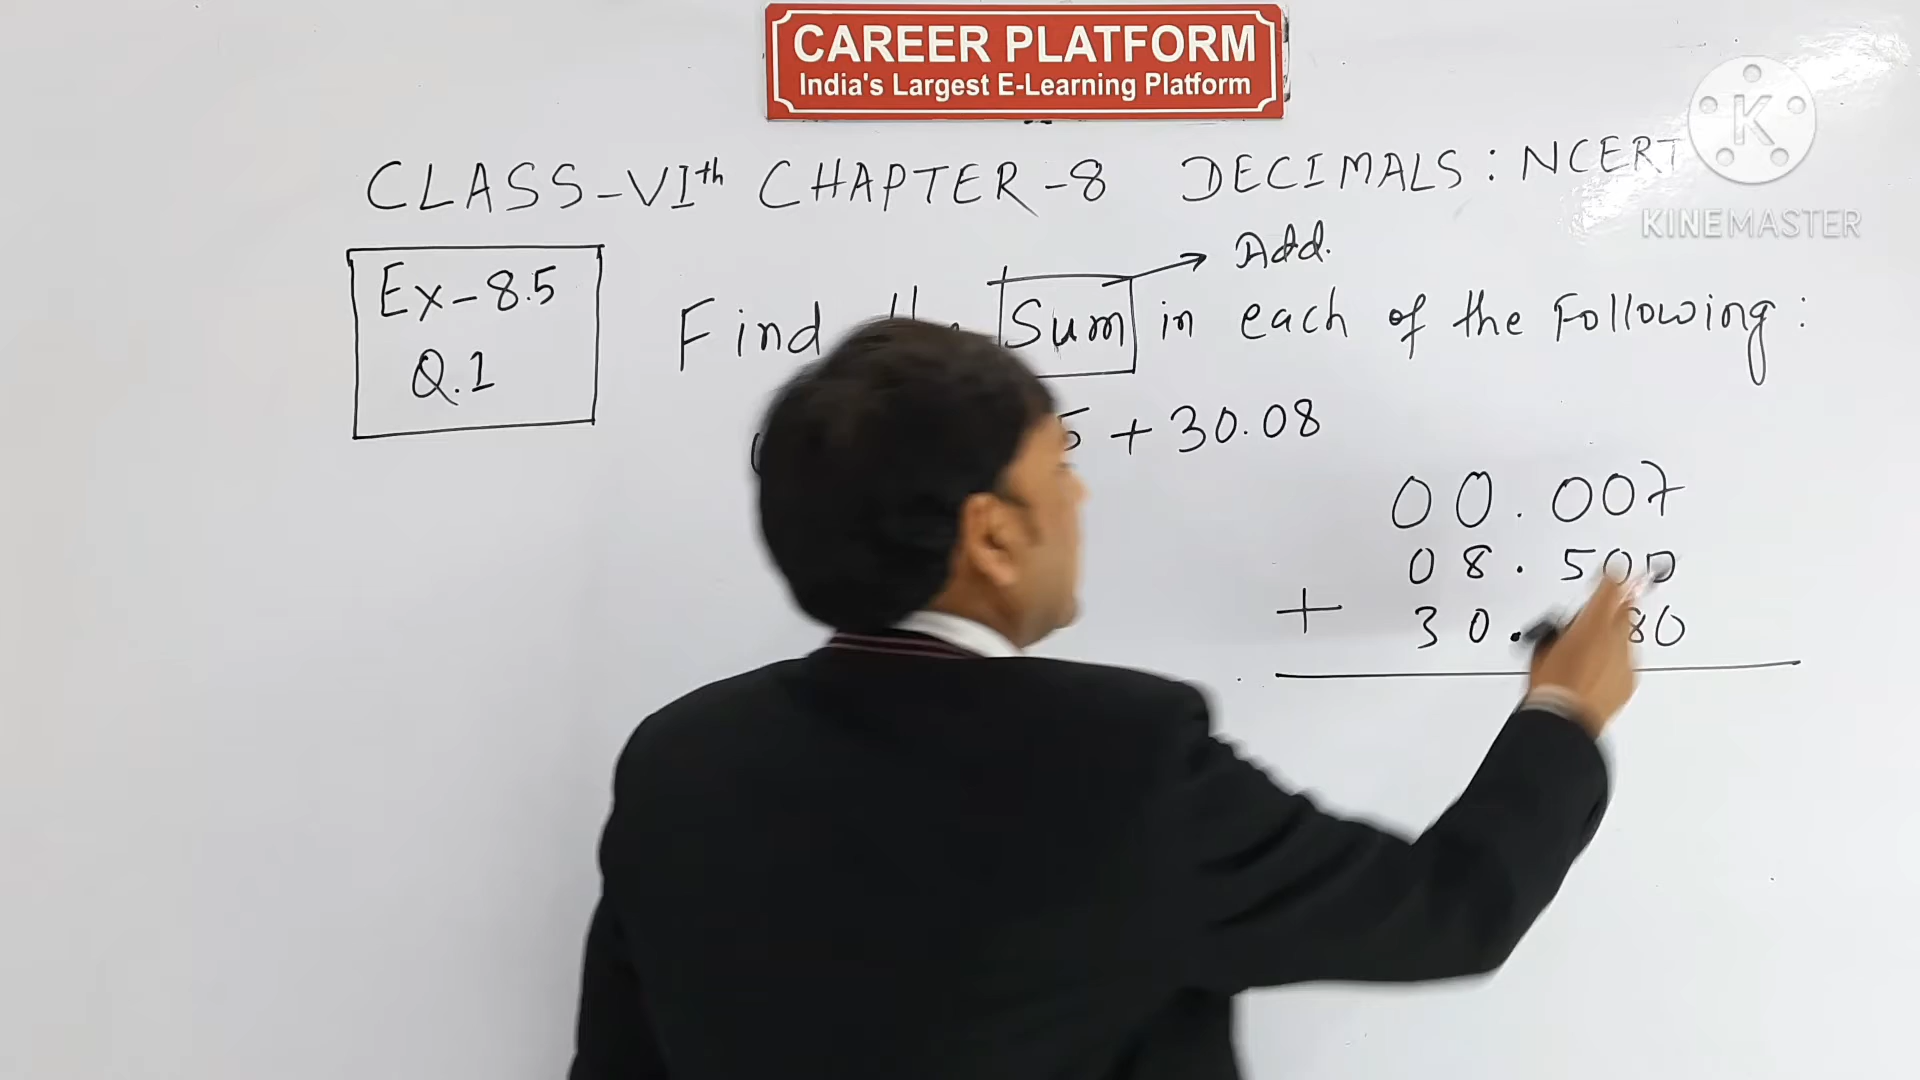 CAREER PLATFORM
India's Largest E-Learning Platform
KINEMASTER
CLASS-VIth CHAPTER-8 DECIMALS : NCERT
Ex-8.5
Q.1
Add.
Find Sum in each of the Following :
5 + 30.08
00.007
08.500
+ 30. 80